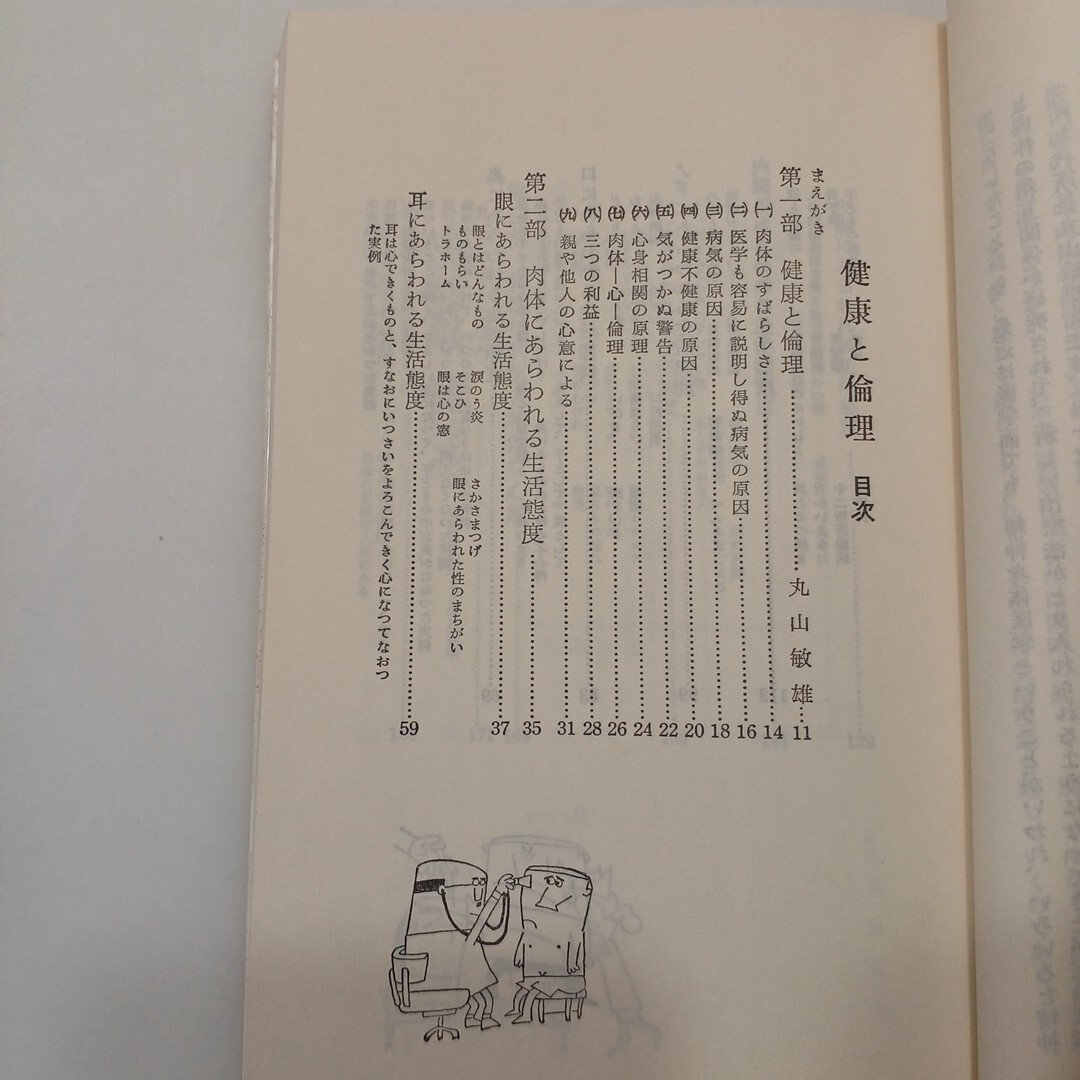 健康と倫理 目次
まえがき
第一部 健康と倫理……丸山敏雄…11
㈠ 肉体のすばらしさ……14
㈡ 医学も容易に説明し得ぬ病気の原因……16
㈢ 病気の原因……18
㈣ 健康不健康の原因……20
㈤ 気がつかぬ警告……22
㈥ 心身相関の原理……24
㈦ 肉体—心—倫理……26
㈧ 三つの利益……28
㈨ 親や他人の心意による……31
第二部 肉体にあらわれる生活態度……35
眼にあらわれる生活態度……37
眼とはどんなもの 涙のう炎 さかさまつげ
ものもらい そこひ 眼にあらわれた性のまちがい
トラホーム 眼は心の窓
耳にあらわれる生活態度……59
耳は心できくものと、すなおにいつさいをよろこんできく心になつてなおつ
た実例